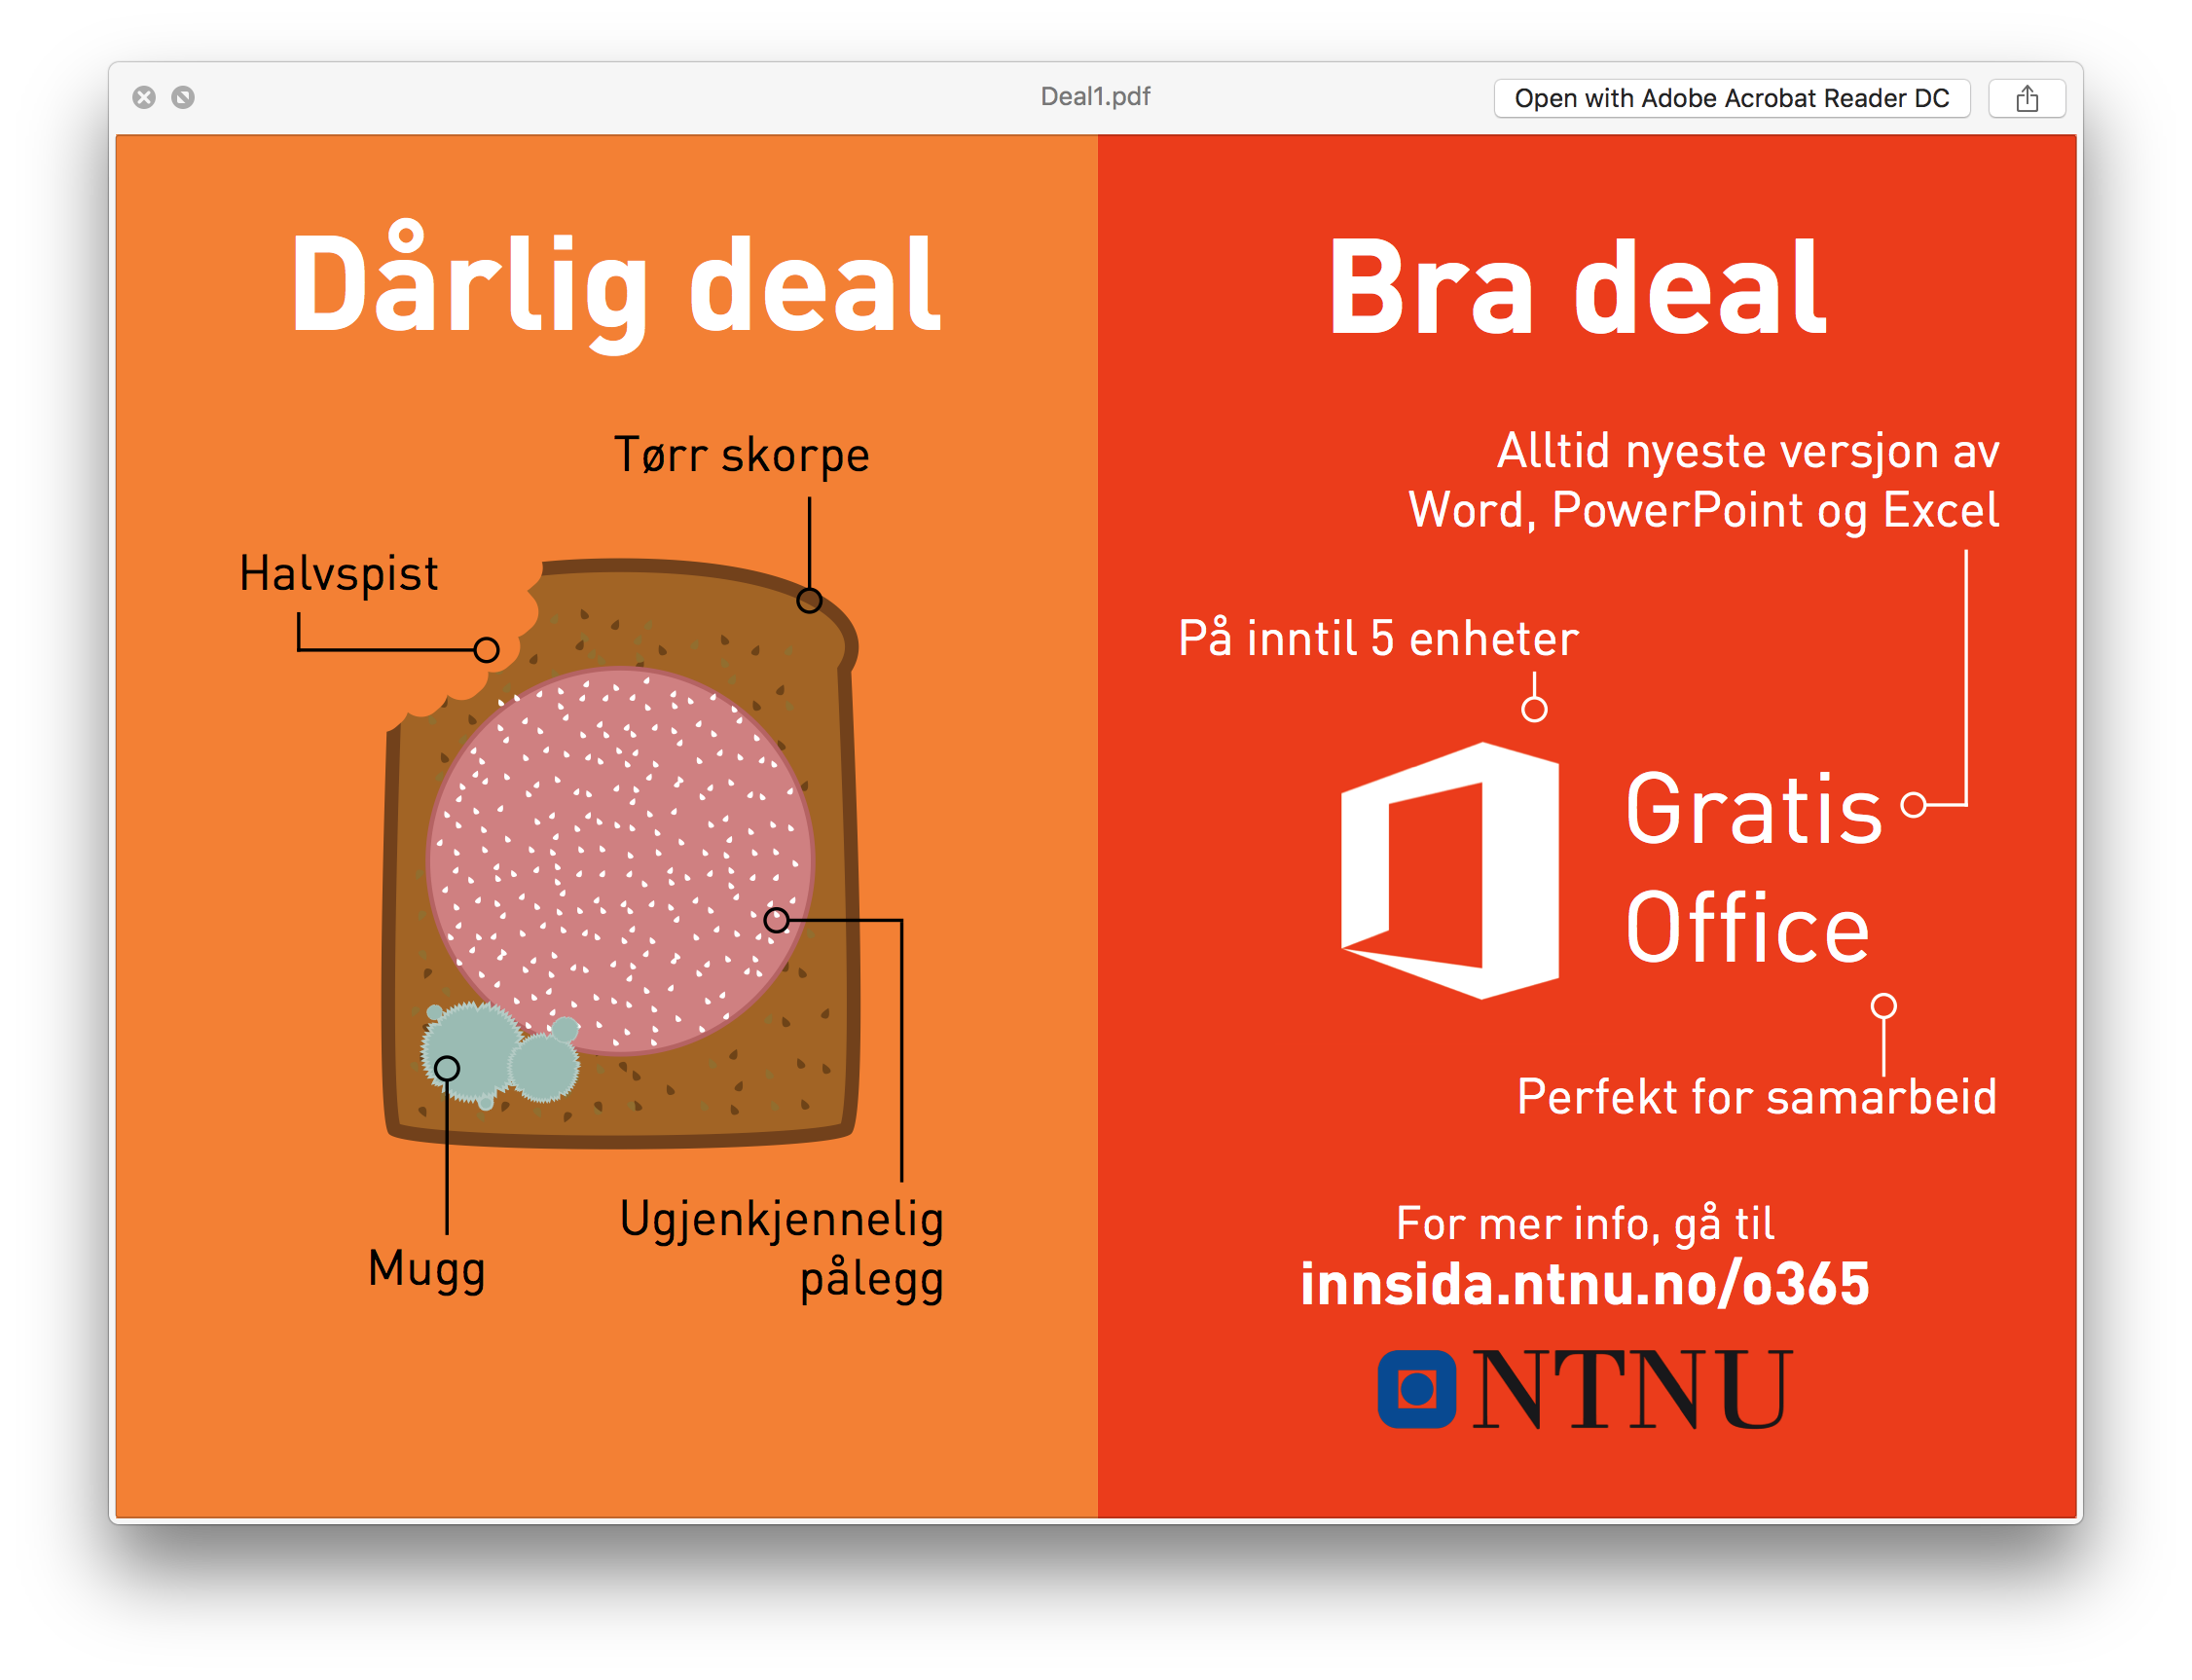 Deal1.pdf
Open with Adobe Acrobat Reader DC
Dårlig deal
Tørr skorpe
Halvspist
Mugg
Ugjenkjennelig
pålegg
Bra deal
Alltid nyeste versjon av
Word, PowerPoint og Excel
På inntil 5 enheter
Gratis
Office
Perfekt for samarbeid
For mer info, gå til
innsida.ntnu.no/o365
NTNU